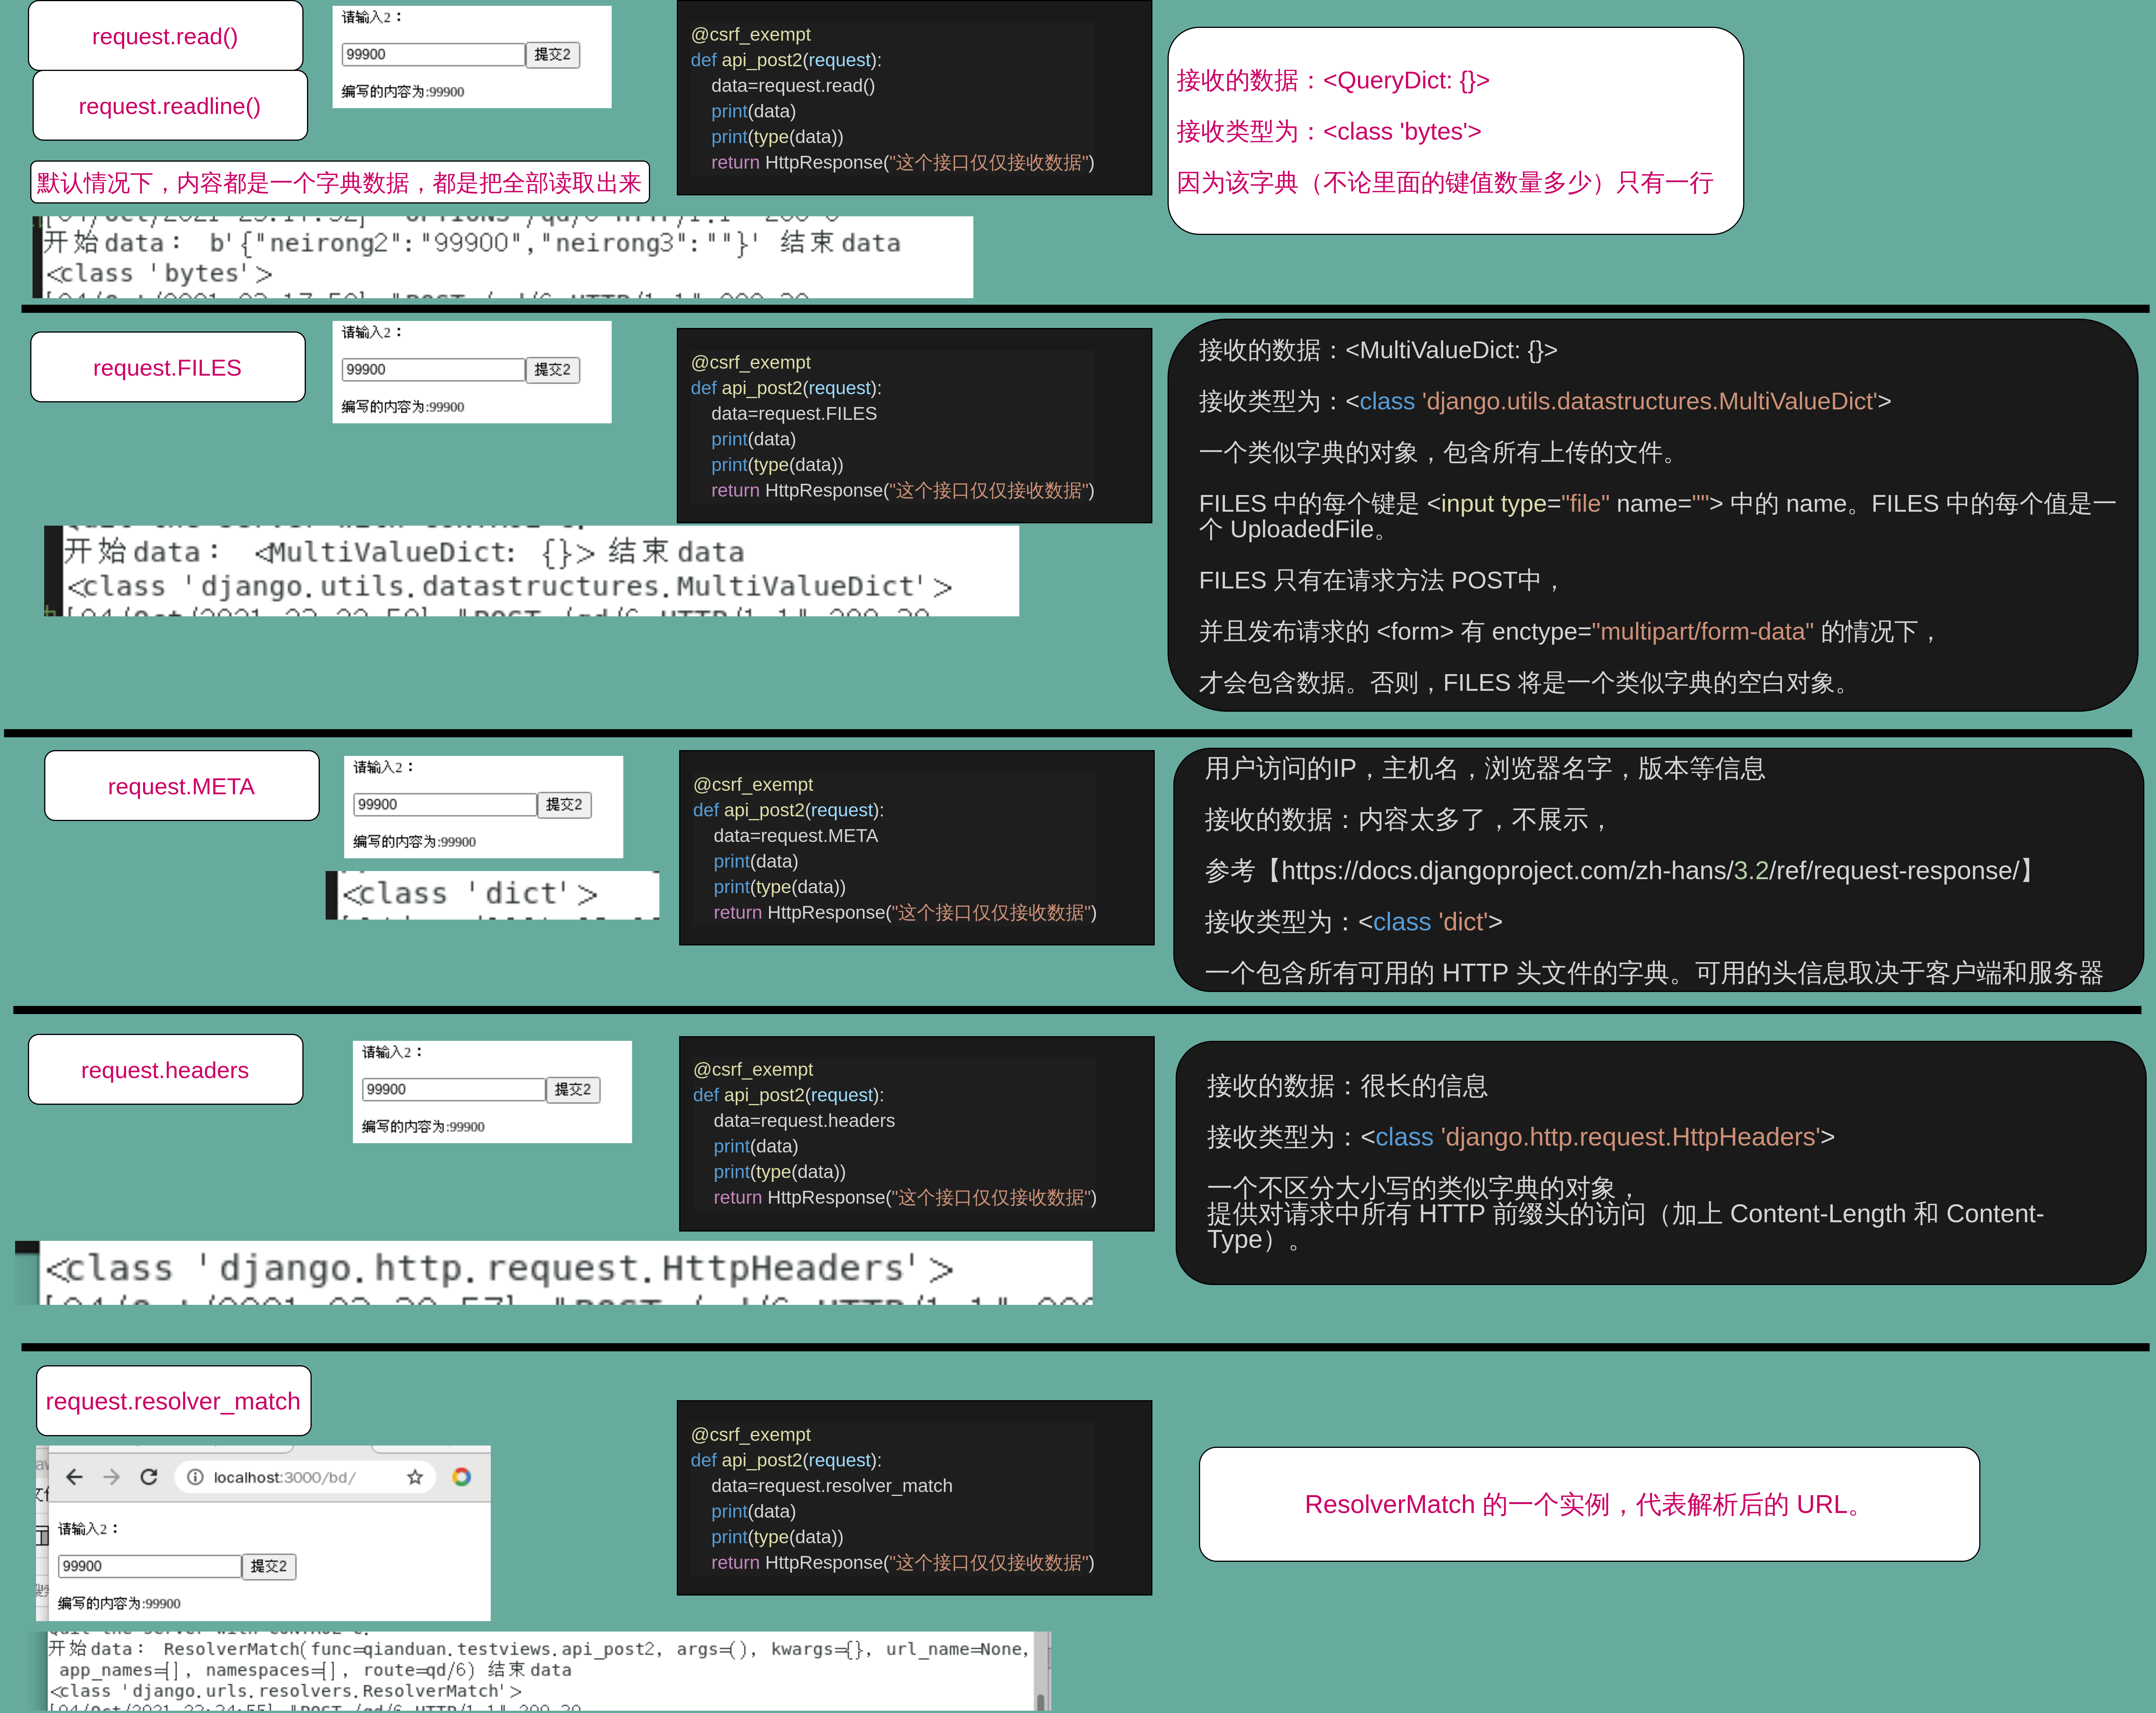 request.read()
request.readline()
请输入2：
99900 提交2
编写的内容为:99900
默认情况下，内容都是一个字典数据，都是把全部读取出来
@csrf_exempt
def api_post2(request):
data=request.read()
print(data)
print(type(data))
return HttpResponse("这个接口仅仅接收数据")
接收的数据：<QueryDict: {}>
接收类型为：<class 'bytes'>
因为该字典（不论里面的键值数量多少）只有一行
开始data： b'{"neirong2":"99900","neirong3":""}' 结束data
<class 'bytes'>
request.FILES
请输入2：
99900 提交2
编写的内容为:99900
@csrf_exempt
def api_post2(request):
data=request.FILES
print(data)
print(type(data))
return HttpResponse("这个接口仅仅接收数据")
开始data： <MultiValueDict: {}> 结束data
<class 'django.utils.datastructures.MultiValueDict'>
接收的数据：<MultiValueDict: {}>
接收类型为：<class 'django.utils.datastructures.MultiValueDict'>
一个类似字典的对象，包含所有上传的文件。
FILES 中的每个键是 <input type="file" name=""> 中的 name。FILES 中的每个值是一
个 UploadedFile。
FILES 只有在请求方法 POST中，
并且发布请求的 <form> 有 enctype="multipart/form-data" 的情况下，
才会包含数据。否则，FILES 将是一个类似字典的空白对象。
request.META
请输入2：
99900 提交2
编写的内容为:99900
<class 'dict'>
@csrf_exempt
def api_post2(request):
data=request.META
print(data)
print(type(data))
return HttpResponse("这个接口仅仅接收数据")
用户访问的IP，主机名，浏览器名字，版本等信息
接收的数据：内容太多了，不展示，
参考【https://docs.djangoproject.com/zh-hans/3.2/ref/request-response/】
接收类型为：<class 'dict'>
一个包含所有可用的 HTTP 头文件的字典。可用的头信息取决于客户端和服务器
request.headers
请输入2：
99900 提交2
编写的内容为:99900
@csrf_exempt
def api_post2(request):
data=request.headers
print(data)
print(type(data))
return HttpResponse("这个接口仅仅接收数据")
<class 'django.http.request.HttpHeaders'>
接收的数据：很长的信息
接收类型为：<class 'django.http.request.HttpHeaders'>
一个不区分大小写的类似字典的对象，
提供对请求中所有 HTTP 前缀头的访问（加上 Content-Length 和 Content-
Type）。
request.resolver_match
localhost:3000/bd/
请输入2：
99900 提交2
编写的内容为:99900
@csrf_exempt
def api_post2(request):
data=request.resolver_match
print(data)
print(type(data))
return HttpResponse("这个接口仅仅接收数据")
ResolverMatch 的一个实例，代表解析后的 URL。
开始data： ResolverMatch(func=qianduan.testviews.api_post2, args=(), kwargs={}, url_name=None,
app_names=[], namespaces=[], route=qd/6) 结束data
<class 'django.urls.resolvers.ResolverMatch'>